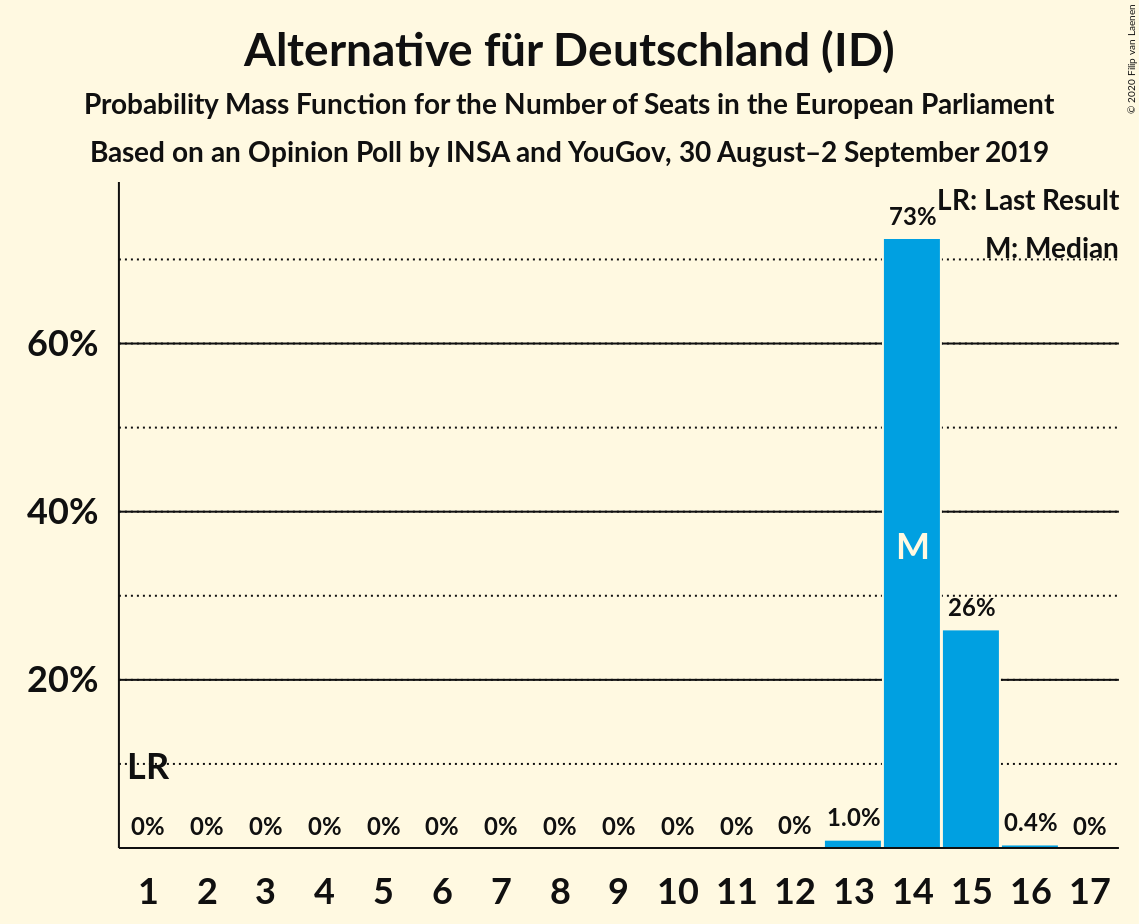 Alternative für Deutschland (ID)
Probability Mass Function for the Number of Seats in the European Parliament
Based on an Opinion Poll by INSA and YouGov, 30 August–2 September 2019
© 2020 Filip van Laenen
LR: Last Result
M: Median
73%
60%
40%
M
26%
20%
LR
0% 0% 0% 0% 0% 0% 0% 0% 0% 0% 0% 0% 1.0% 0.4% 0%
1 2 3 4 5 6 7 8 9 10 11 12 13 14 15 16 17